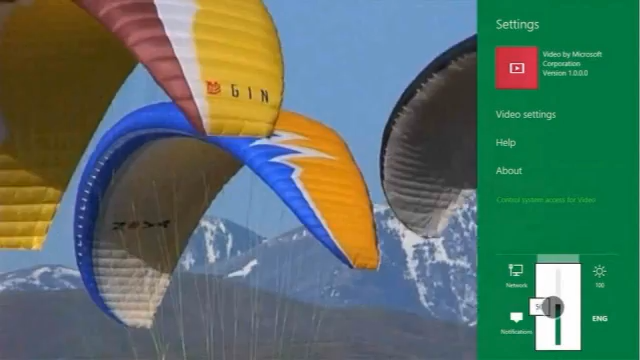 GIN
Settings
Video by Microsoft
Corporation
Version 1.0.0.0
Video settings
Help
About
Control system access for Video
Network
100
Notifications
ENG